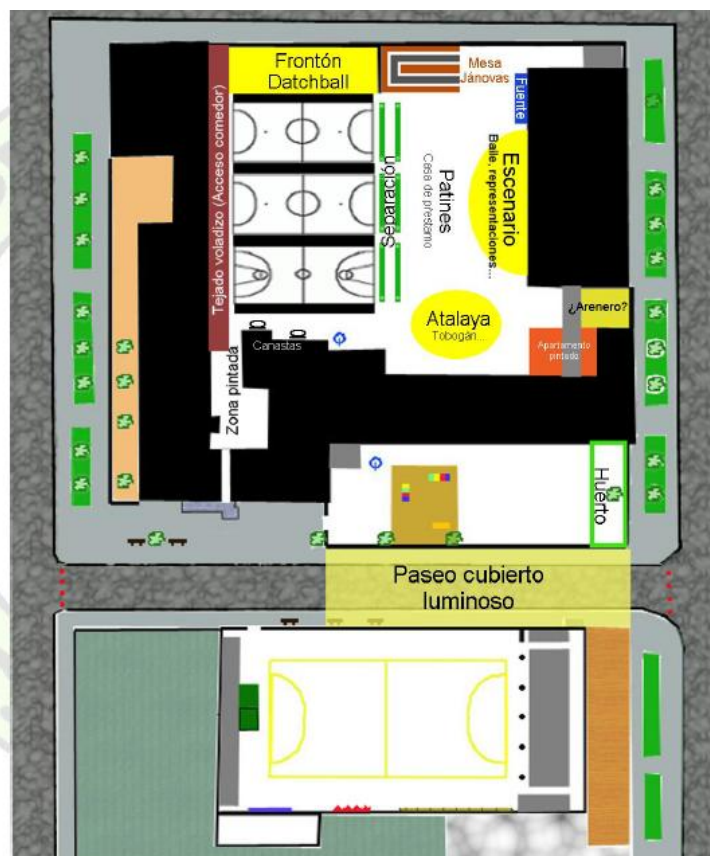 Frontón
Datchball
Mesa
Jánovas
Fuente
Tejado voladizo (Acceso comedor)
Separación
Patines
Casa de préstamo
Escenario
Baile, representaciones...
Atalaya
Tobogán...
¿Arenero?
Apartamento
pintado
Canastas
Zona pintada
Huerto
Paseo cubierto
luminoso